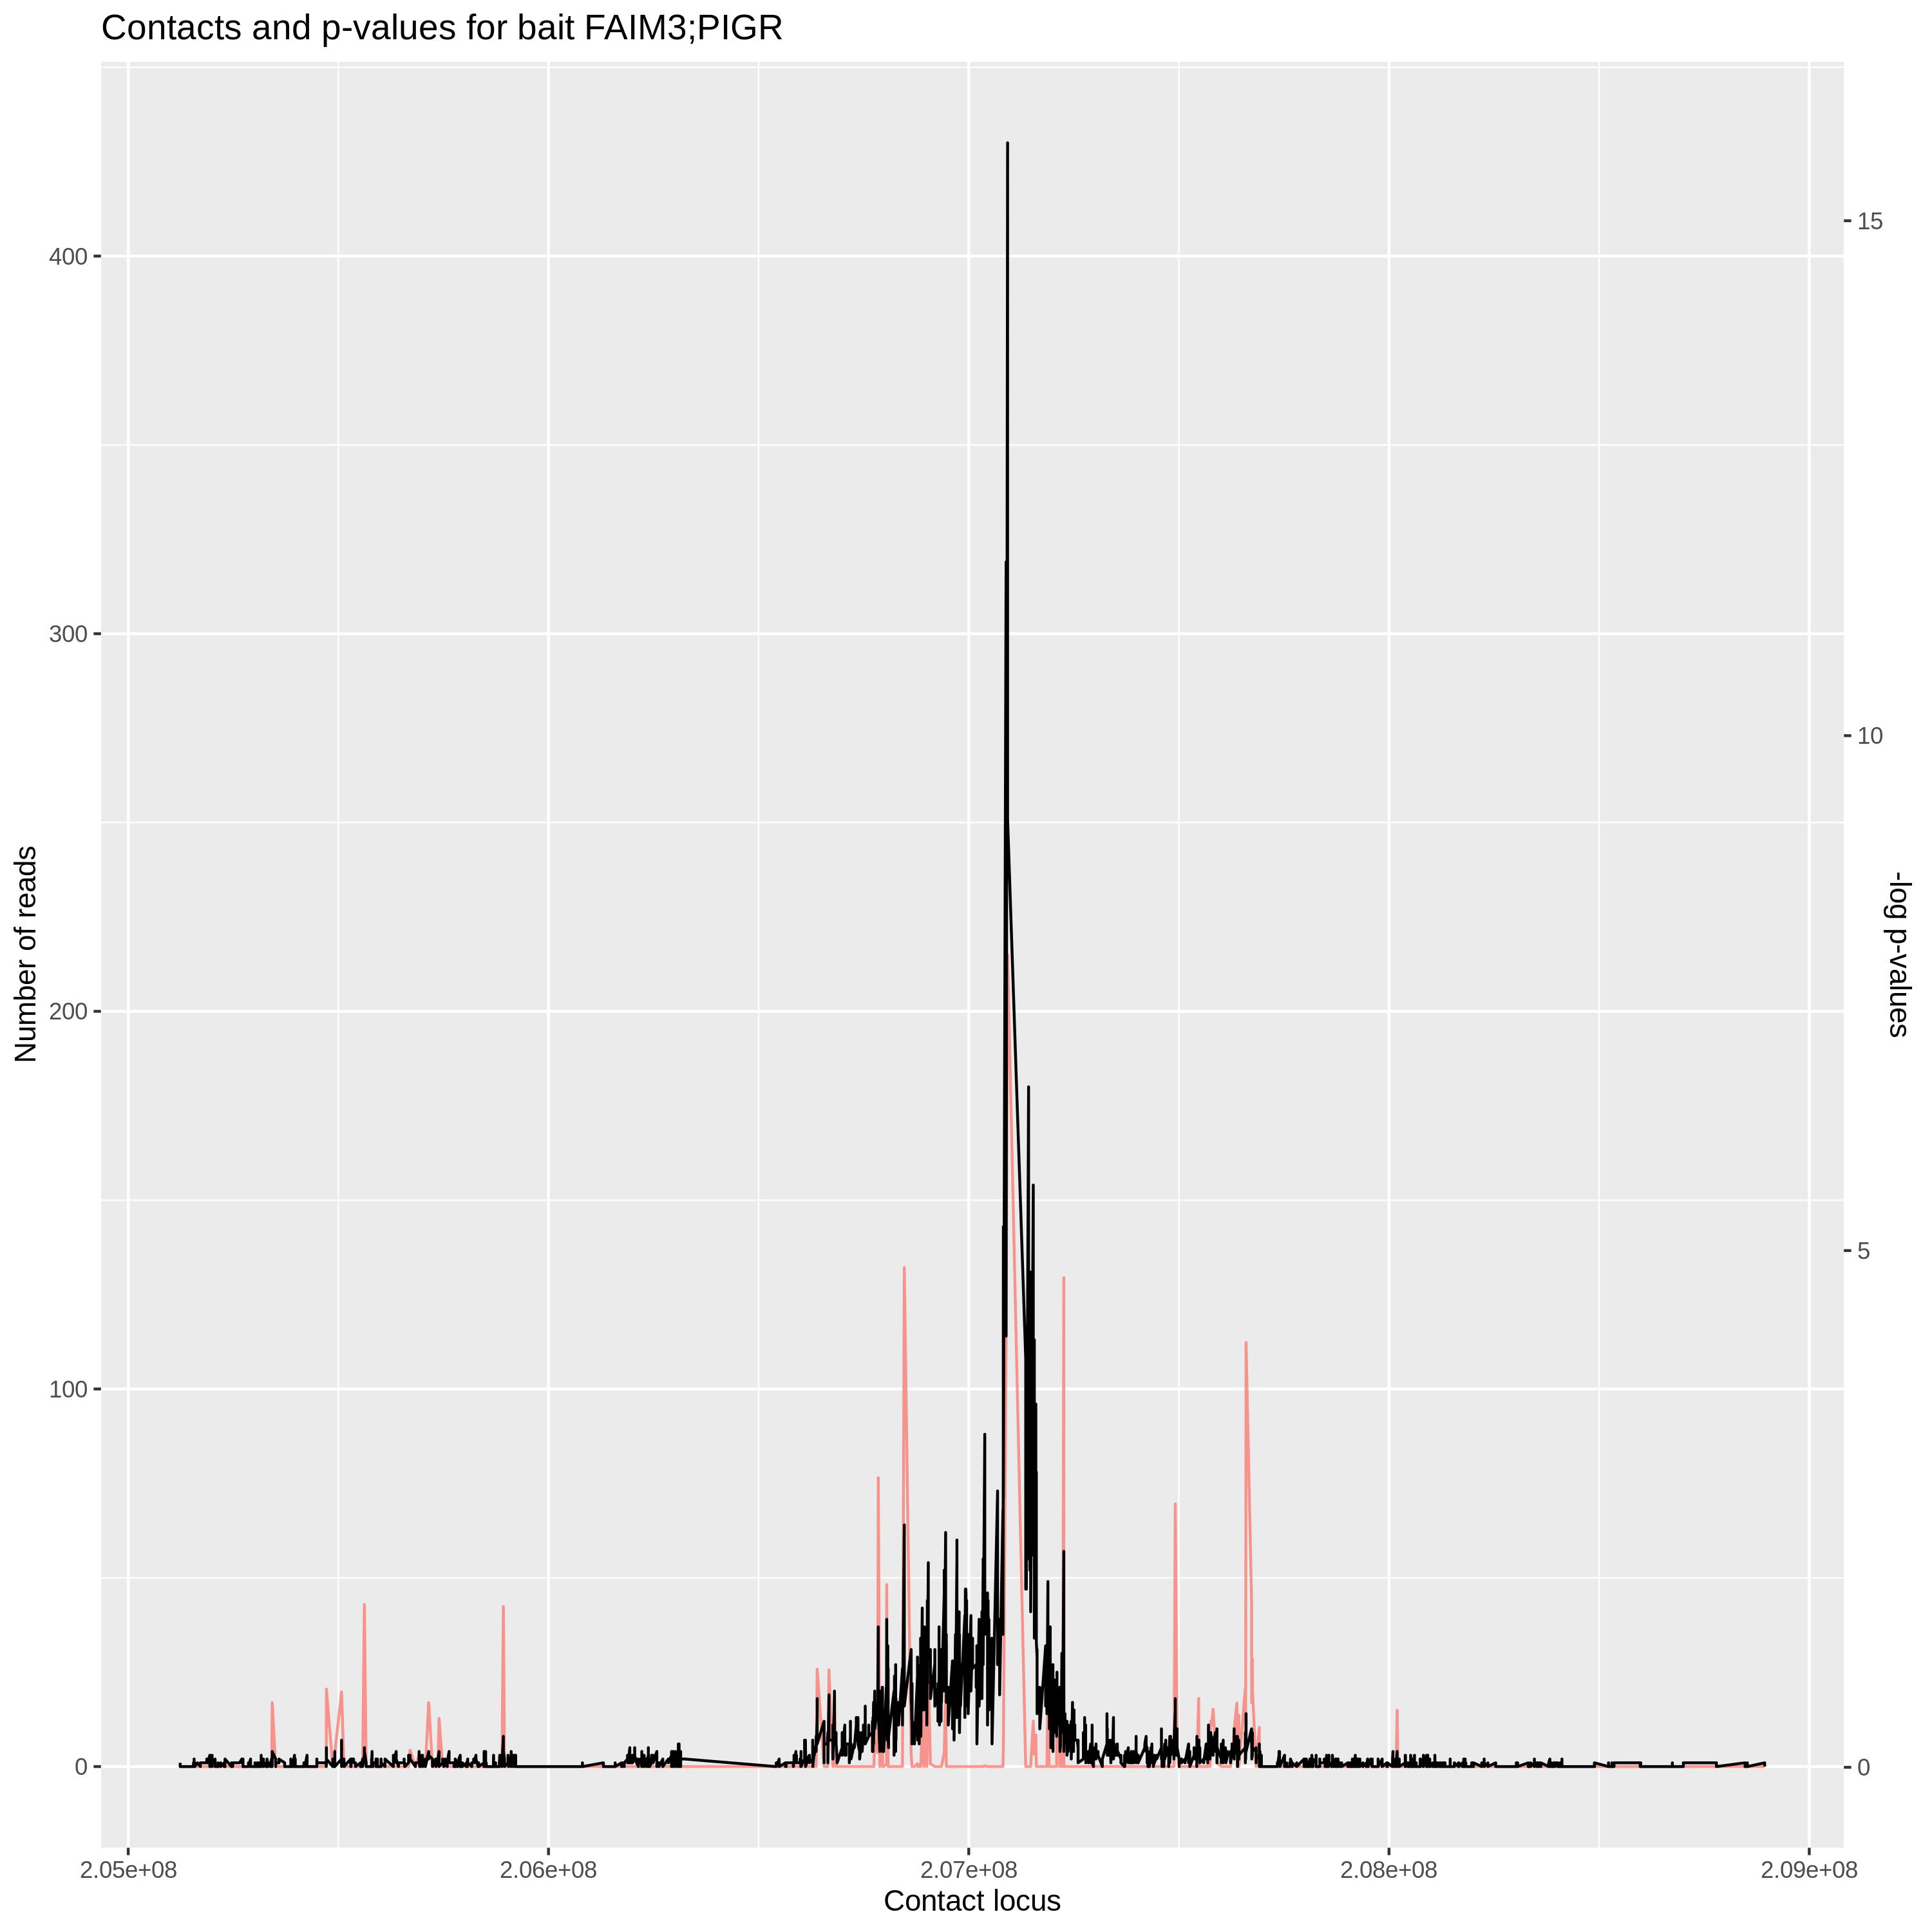 Contacts and p-values for bait FAIM3;PIGR
Number of reads
400
300
200
100
0
15
10
5
0
-log p-values
2.05e+08 2.06e+08 2.07e+08 2.08e+08 2.09e+08
Contact locus